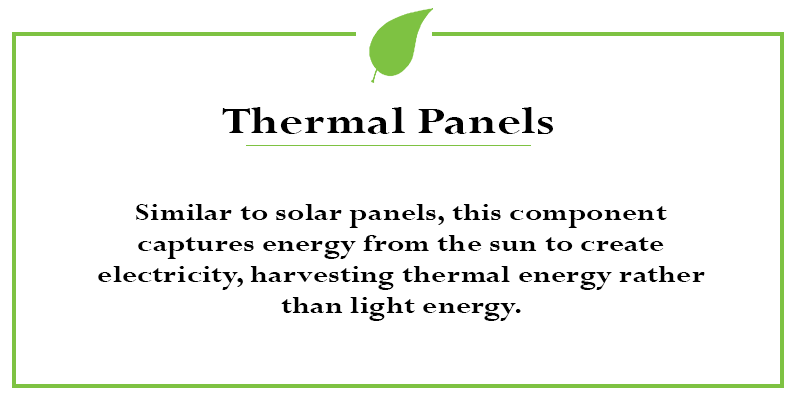 Thermal Panels
Similar to solar panels, this component
captures energy from the sun to create
electricity, harvesting thermal energy rather
than light energy.